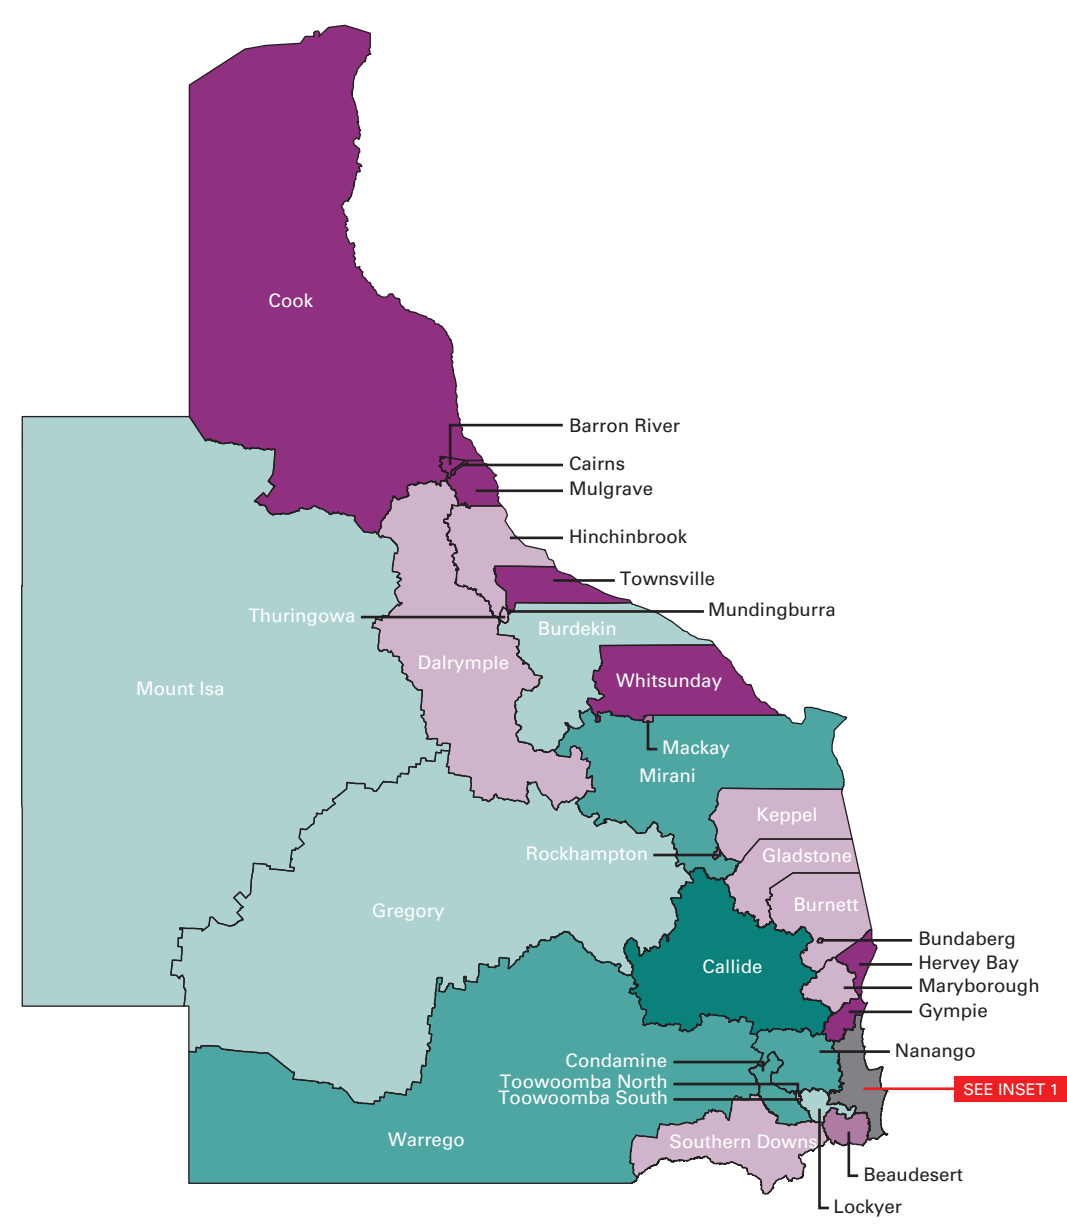 Cook
Barron River
Cairns
Mulgrave
Hinchinbrook
Townsville
Mundingburra
Thuringowa
Burdekin
Dalrymple
Whitsunday
Mount Isa
Mackay
Mirani
Keppel
Rockhampton
Gladstone
Burnett
Gregory
Bundaberg
Hervey Bay
Callide
Maryborough
Gympie
Nanango
Condamine
Toowoomba North
SEE INSET 1
Toowoomba South
Warrego
Southern Downs
Beaudesert
Lockyer